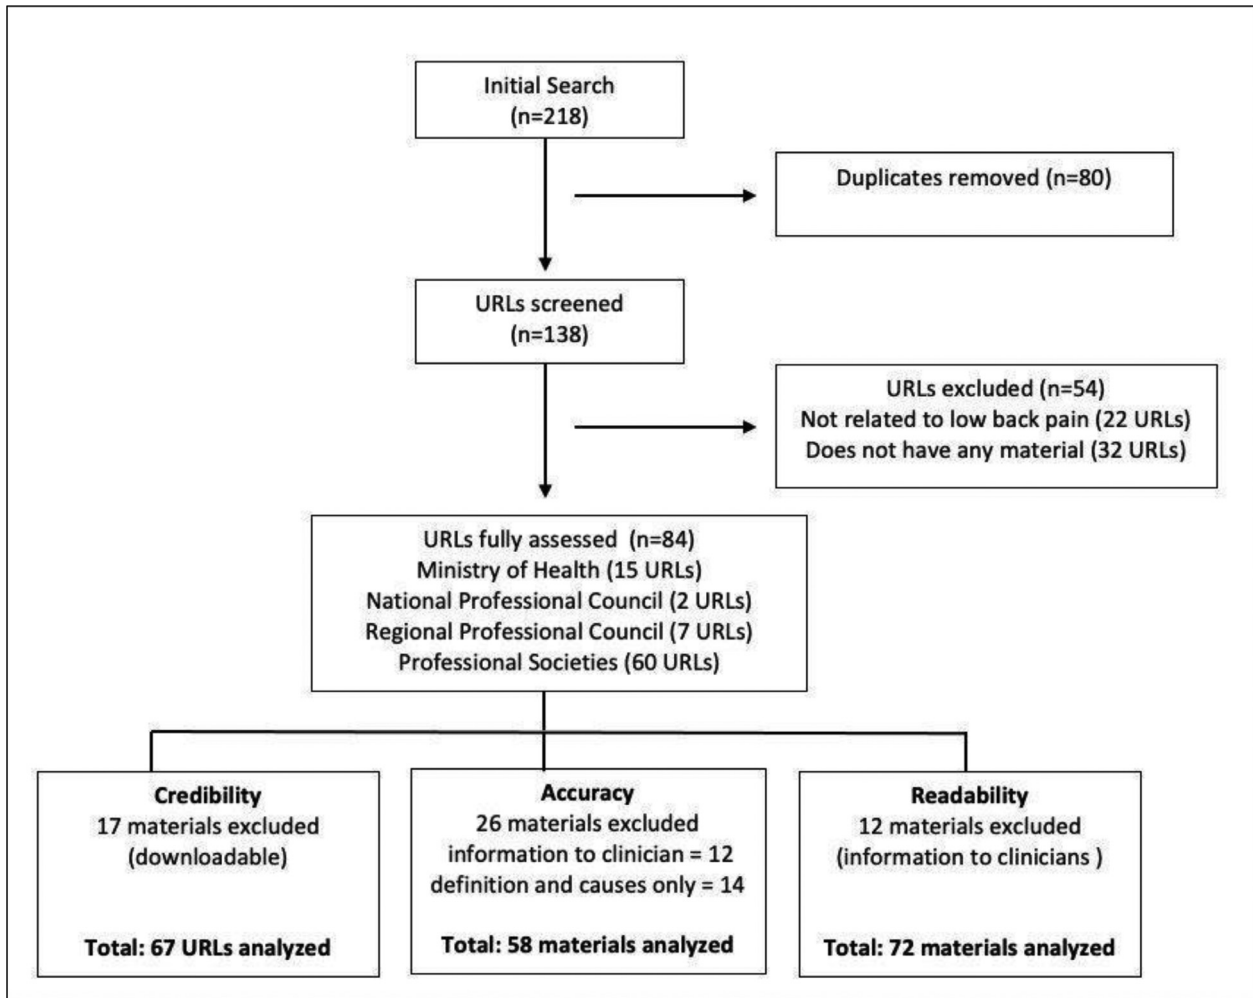 Initial Search
(n=218)
Duplicates removed (n=80)
URLs screened
(n=138)
URLs excluded (n=54)
Not related to low back pain (22 URLs)
Does not have any material (32 URLs)
URLs fully assessed (n=84)
Ministry of Health (15 URLs)
National Professional Council (2 URLs)
Regional Professional Council (7 URLs)
Professional Societies (60 URLs)
Credibility
17 materials excluded
(downloadable)
Total: 67 URLs analyzed
Accuracy
26 materials excluded
information to clinician = 12
definition and causes only = 14
Total: 58 materials analyzed
Readability
12 materials excluded
(information to clinicians )
Total: 72 materials analyzed